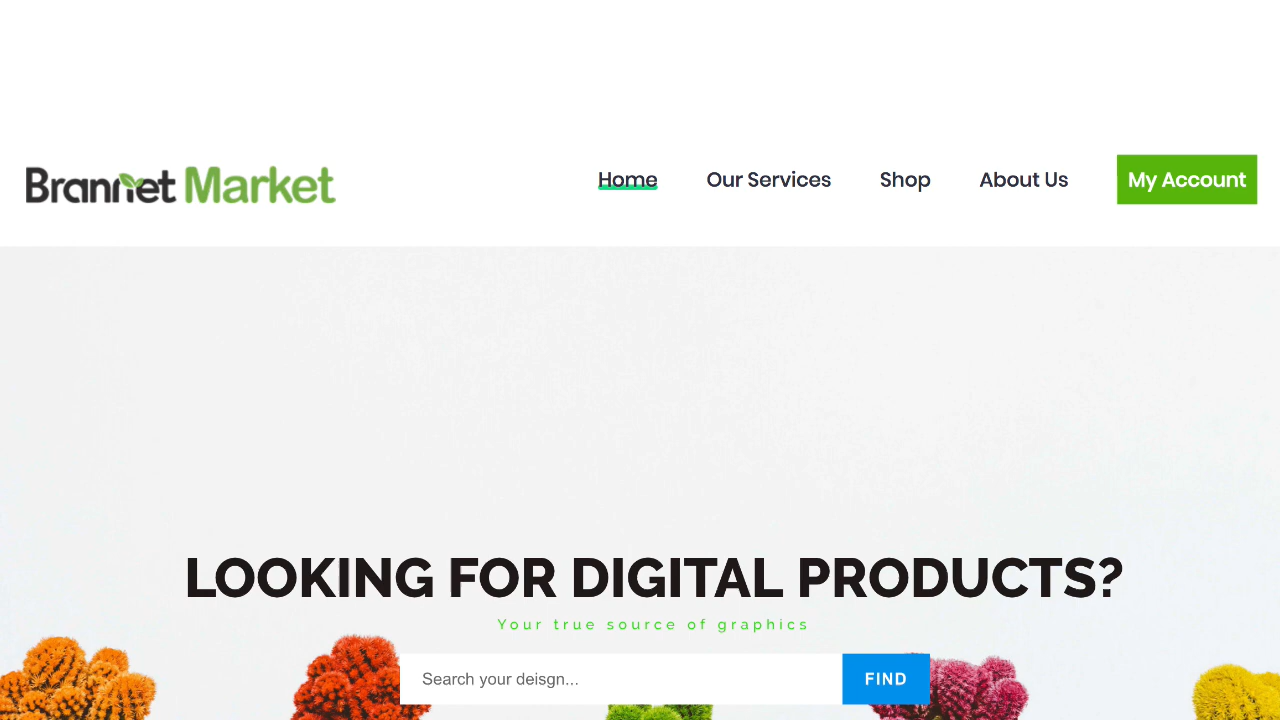 Brannet Market
Home Our Services Shop About Us My Account
LOOKING FOR DIGITAL PRODUCTS?
Your true source of graphics
Search your deisgn... FIND